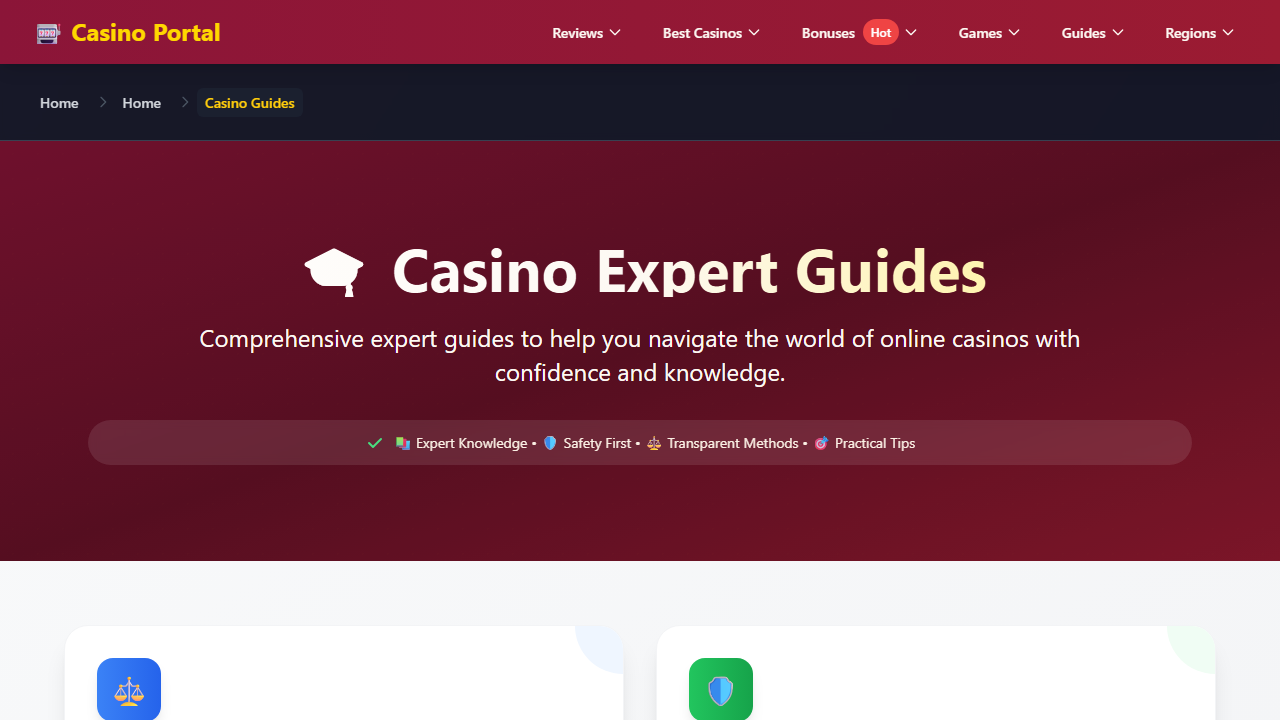 Casino Portal
Reviews
Best Casinos
Bonuses Hot
Games
Guides
Regions
Home
Home
Casino Guides
Casino Expert Guides
Comprehensive expert guides to help you navigate the world of online casinos with
confidence and knowledge.
Expert Knowledge • Safety First • Transparent Methods • Practical Tips